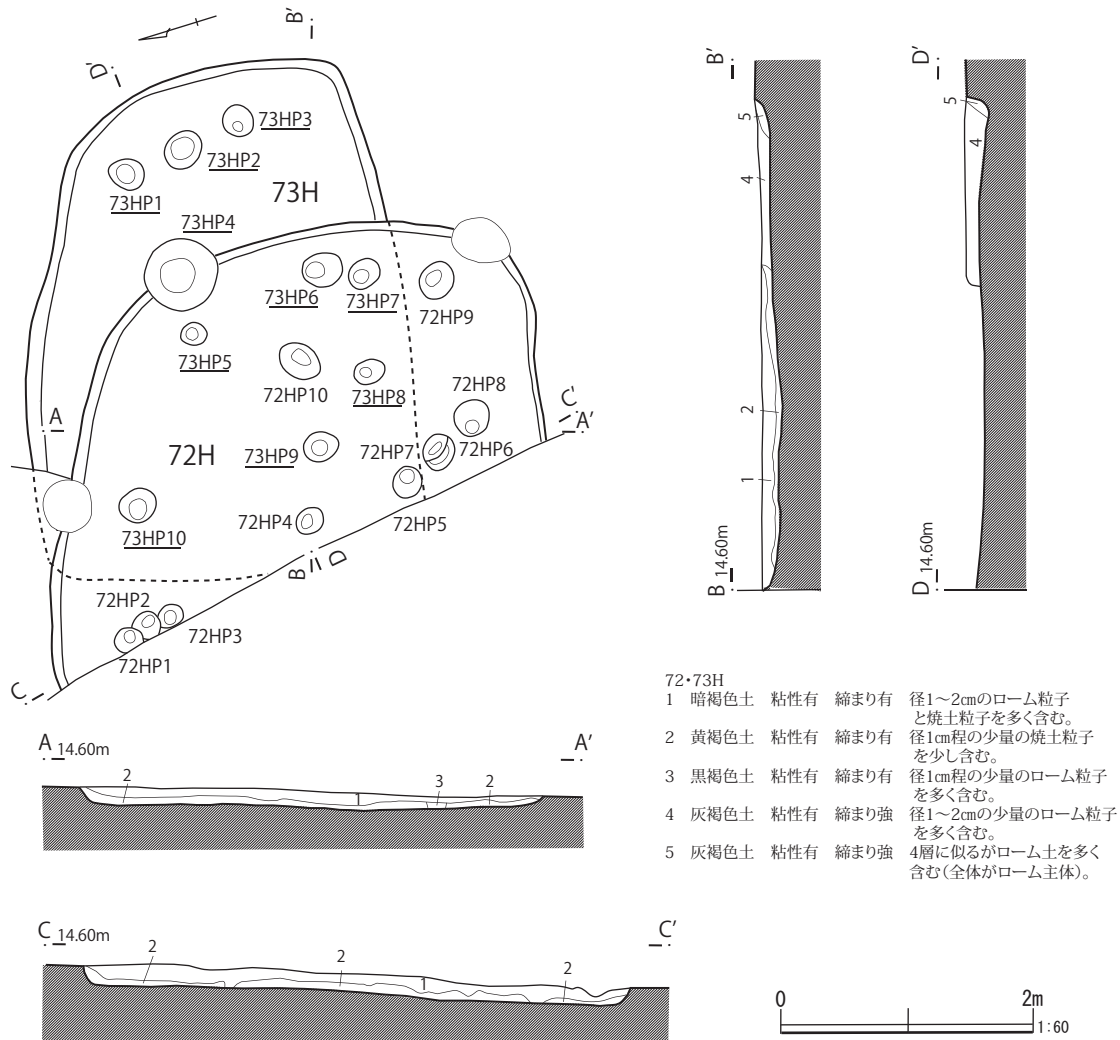 B'
D'
73HP3
73HP2
73HP1
73H
73HP4
73HP6
73HP7
72HP9
73HP5
72HP10
73HP8
72HP8
A
C'
A'
72H
73HP9
72HP7
72HP6
72HP5
73HP10
72HP4
B
D
72HP2
72HP3
72HP1
C
B'
5
4
2
1
B 14.60m
D'
5
4
D 14.60m
72・73H
1 暗褐色土 粘性有 締まり有 径1～2㎝のローム粒子
と焼土粒子を多く含む。
2 黄褐色土 粘性有 締まり有 径1㎝程の少量の焼土粒子
を少し含む。
3 黒褐色土 粘性有 締まり有 径1㎝程の少量のローム粒子
を多く含む。
4 灰褐色土 粘性有 締まり強 径1～2㎝の少量のローム粒子
を多く含む。
5 灰褐色土 粘性有 締まり強 4層に似るがローム土を多く
含む（全体がローム主体）。
A 14.60m A'
2 1 3 2
C 14.60m C'
2 2 1 2
0 2m
1:60